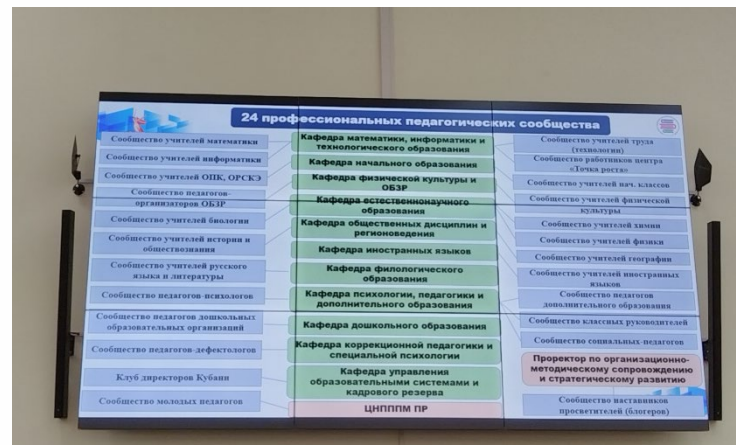 24 профессиональных педагогических сообщества
Сообщество учителей математики
Сообщество учителей информатики
Сообщество учителей ОПК, ОРСКЭ
Сообщество педагогов-
организаторов ОБЗР
Сообщество учителей биологии
Сообщество учителей истории и
обществознания
Сообщество учителей русского
языка и литературы
Сообщество педагогов-психологов
Сообщество педагогов дошкольных
образовательных организаций
Сообщество педагогов-дефектологов
Клуб директоров Кубани
Сообщество молодых педагогов
Кафедра математики, информатики и
технологического образования
Кафедра начального образования
Кафедра физической культуры и
ОБЗР
Кафедра естественнонаучного
образования
Кафедра общественных дисциплин и
регионоведения
Кафедра иностранных языков
Кафедра филологического
образования
Кафедра психологии, педагогики и
дополнительного образования
Кафедра дошкольного образования
Кафедра коррекционной педагогики и
специальной психологии
Кафедра управления
образовательными системами и
кадрового резерва
ЦНППМ ПР
Сообщество учителей труда
(технологии)
Сообщество работников центра
«Точка роста»
Сообщество учителей нач. классов
Сообщество учителей физической
культуры
Сообщество учителей химии
Сообщество учителей физики
Сообщество учителей географии
Сообщество учителей иностранных
языков
Сообщество педагогов
дополнительного образования
Сообщество классных руководителей
Сообщество социальных-педагогов
Проректор по организационно-
методическому сопровождению
и стратегическому развитию
Сообщество наставников
просветителей (блогеров)